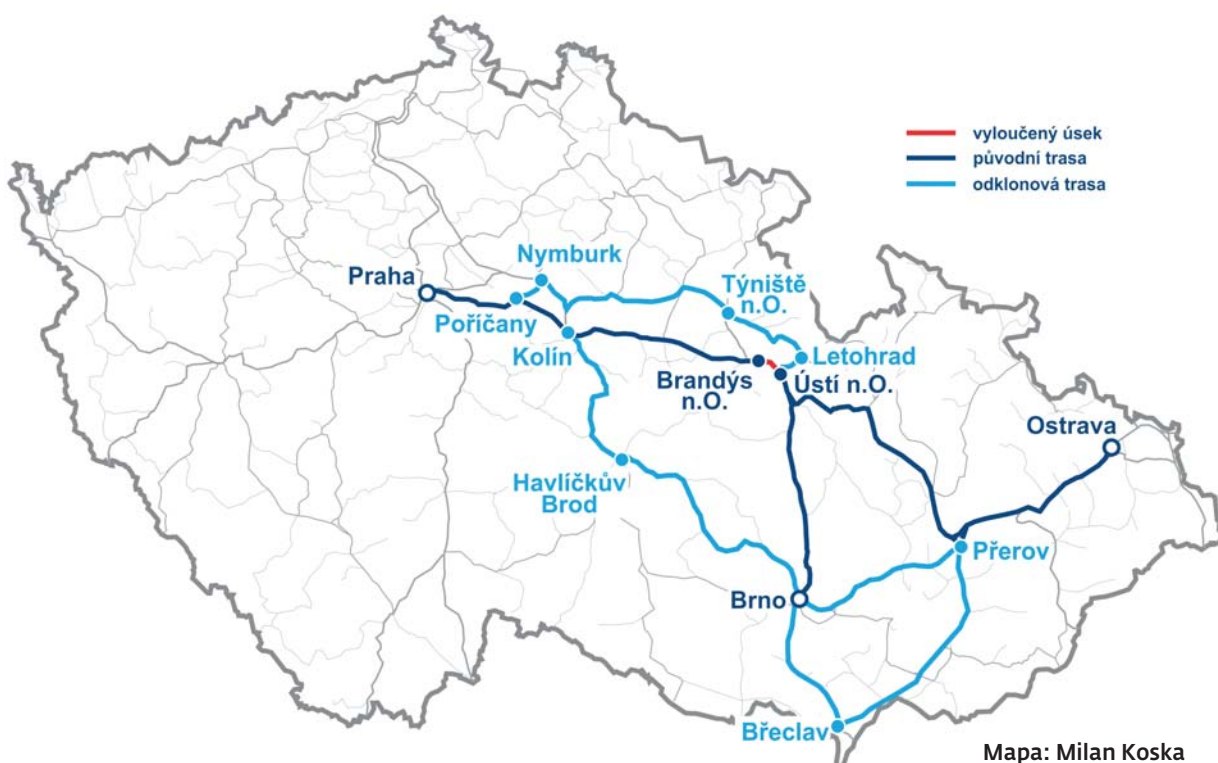 vyloučený úsek
původní trasa
odklonová trasa
Nymburk
Praha
Týniště
n.O.
Poříčany
Kolín
Letohrad
Brandýs
n.O.
Ústí n.O.
Ostrava
Havlíčkův
Brod
Přerov
Brno
Břeclav
Mapa: Milan Koska